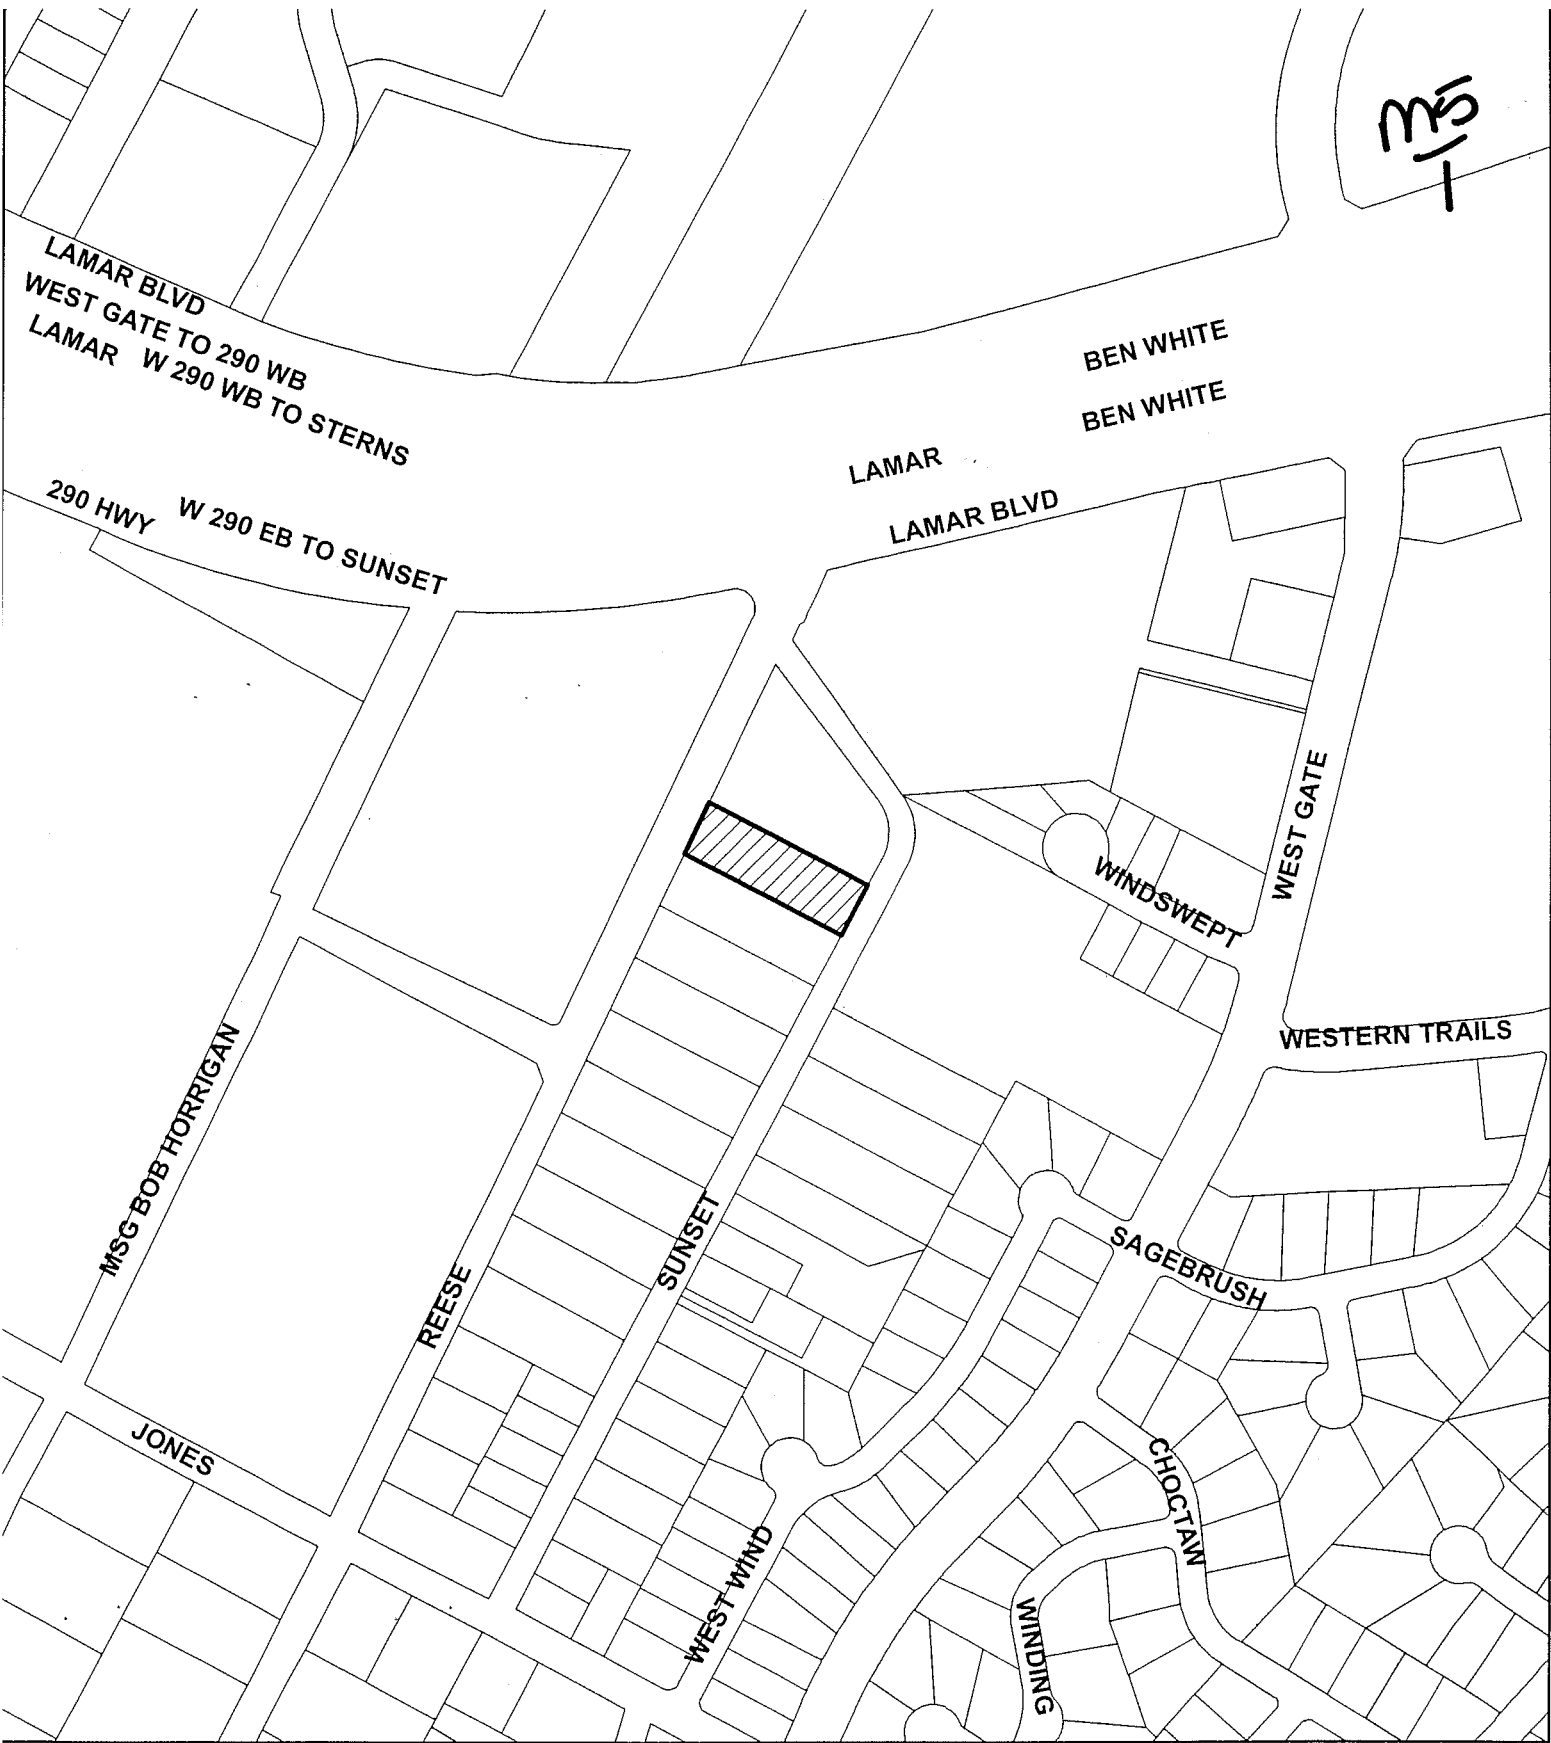 M5
1
LAMAR BLVD
WEST GATE TO 290 WB
LAMAR W 290 WB TO STERNS
BEN WHITE
BEN WHITE
LAMAR
LAMAR BLVD
290 HWY W 290 EB TO SUNSET
WEST GATE
WINDSWEPT
WESTERN TRAILS
MSG BOB HORRIGAN
REESE
SUNSET
SAGEBRUSH
JONES
CHOCTAW
WEST WIND
WINDING